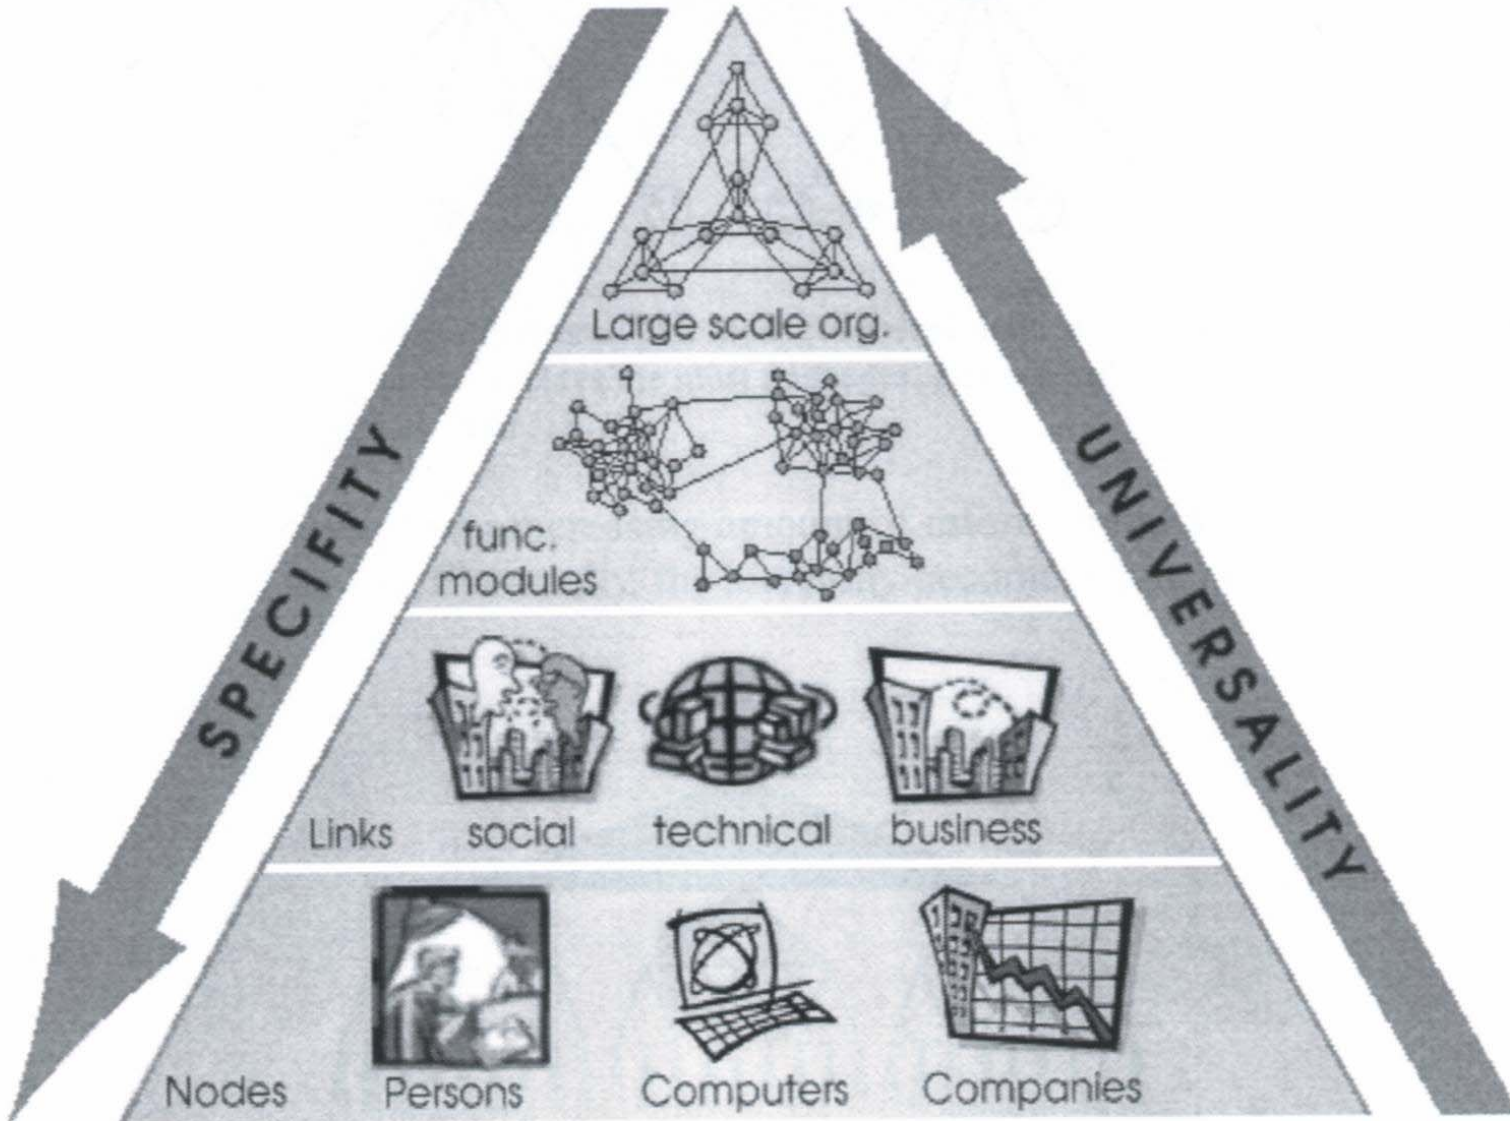 Large scale org.
SPECIFITY
UNIVERSALITY
func.
modules
Links social technical business
Nodes Persons Computers Companies